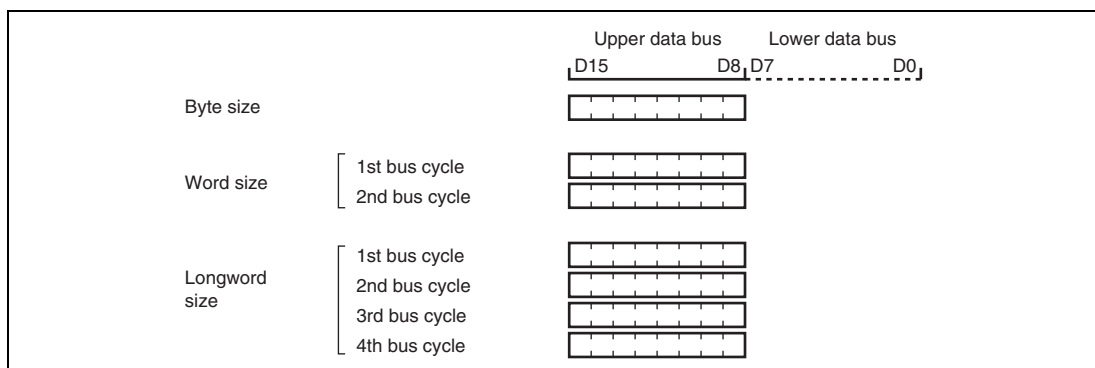 Upper data bus Lower data bus
D15 D8 D7 D0
Byte size
Word size
1st bus cycle
2nd bus cycle
Longword
size
1st bus cycle
2nd bus cycle
3rd bus cycle
4th bus cycle